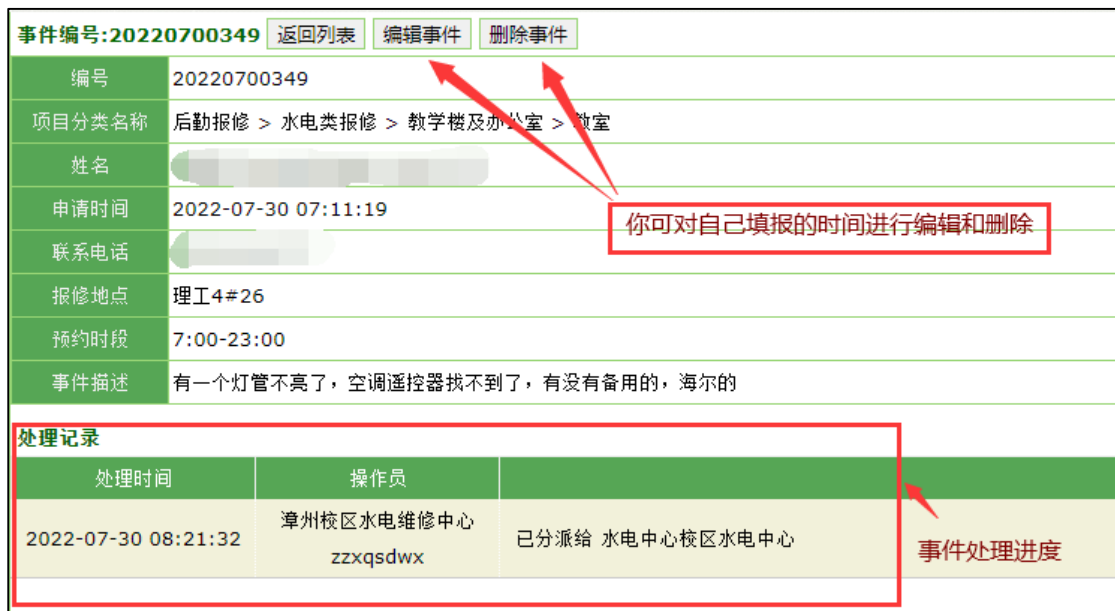 事件编号:20220700349 返回列表 编辑事件 删除事件
编号 20220700349
项目分类名称 后勤报修 > 水电类报修 > 教学楼及办公室 > 教室
姓名
申请时间 2022-07-30 07:11:19
你可对自己填报的时间进行编辑和删除
联系电话
报修地点 理工4#26
预约时段 7:00-23:00
事件描述 有一个灯管不亮了，空调遥控器找不到了，有没有备用的，海尔的
处理记录
处理时间 操作员
漳州校区水电维修中心
2022-07-30 08:21:32 已分派给 水电中心校区水电中心
zzxqsdwx
事件处理进度